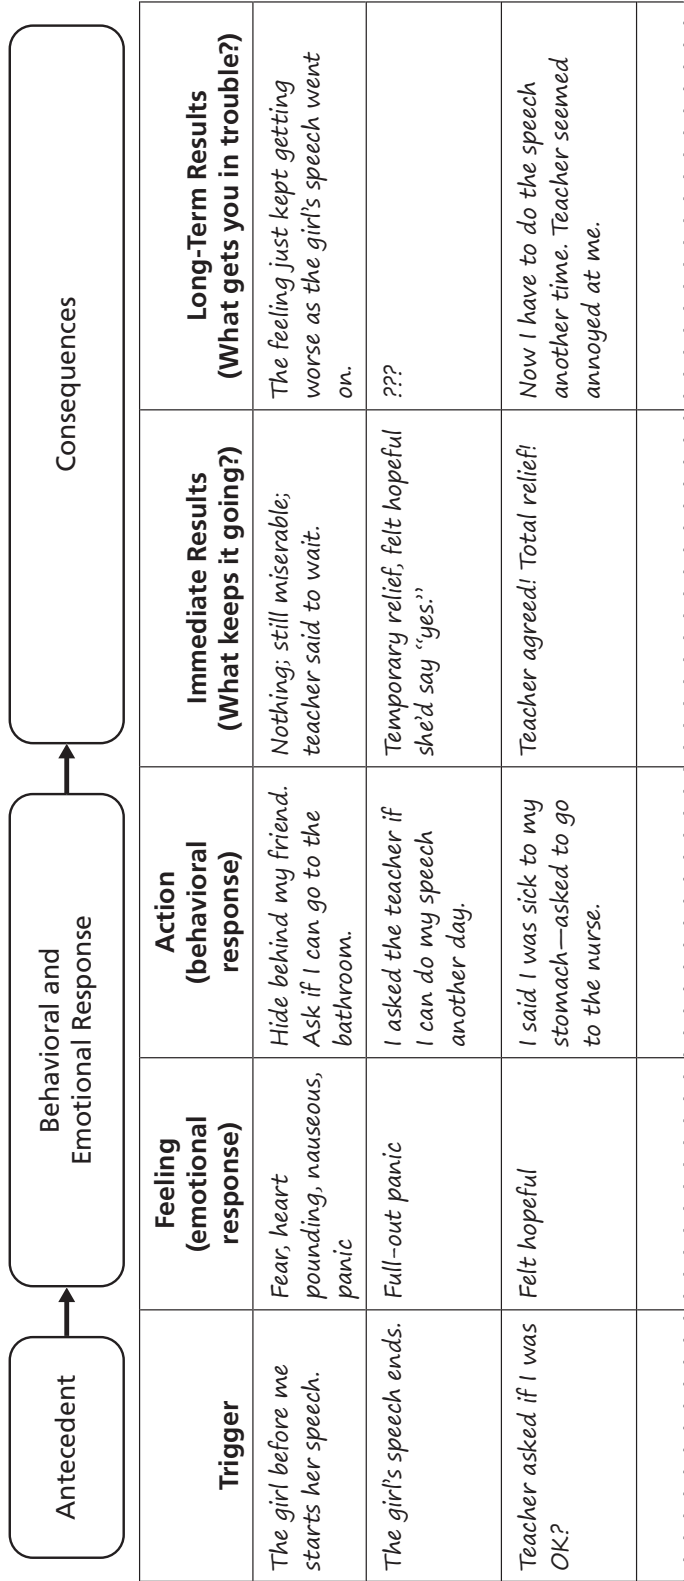 Antecedent
Behavioral and
Emotional Response
Consequences
Trigger
Feeling
(emotional
response)
Action
(behavioral
response)
Immediate Results
(What keeps it going?)
Long-Term Results
(What gets you in trouble?)
The girl before me
starts her speech.
Fear, heart
pounding, nauseous,
panic
Hide behind my friend.
Ask if I can go to the
bathroom.
Nothing; still miserable;
teacher said to wait.
The feeling just kept getting
worse as the girl's speech went
on.
The girl's speech ends.
Full-out panic
I asked the teacher if
I can do my speech
another day.
Temporary relief, felt hopeful
she'd say “yes.”
???
Teacher asked if I was
OK?
Felt hopeful
I said I was sick to my
stomach—asked to go
to the nurse.
Teacher agreed! Total relief!
Now I have to do the speech
another time. Teacher seemed
annoyed at me.